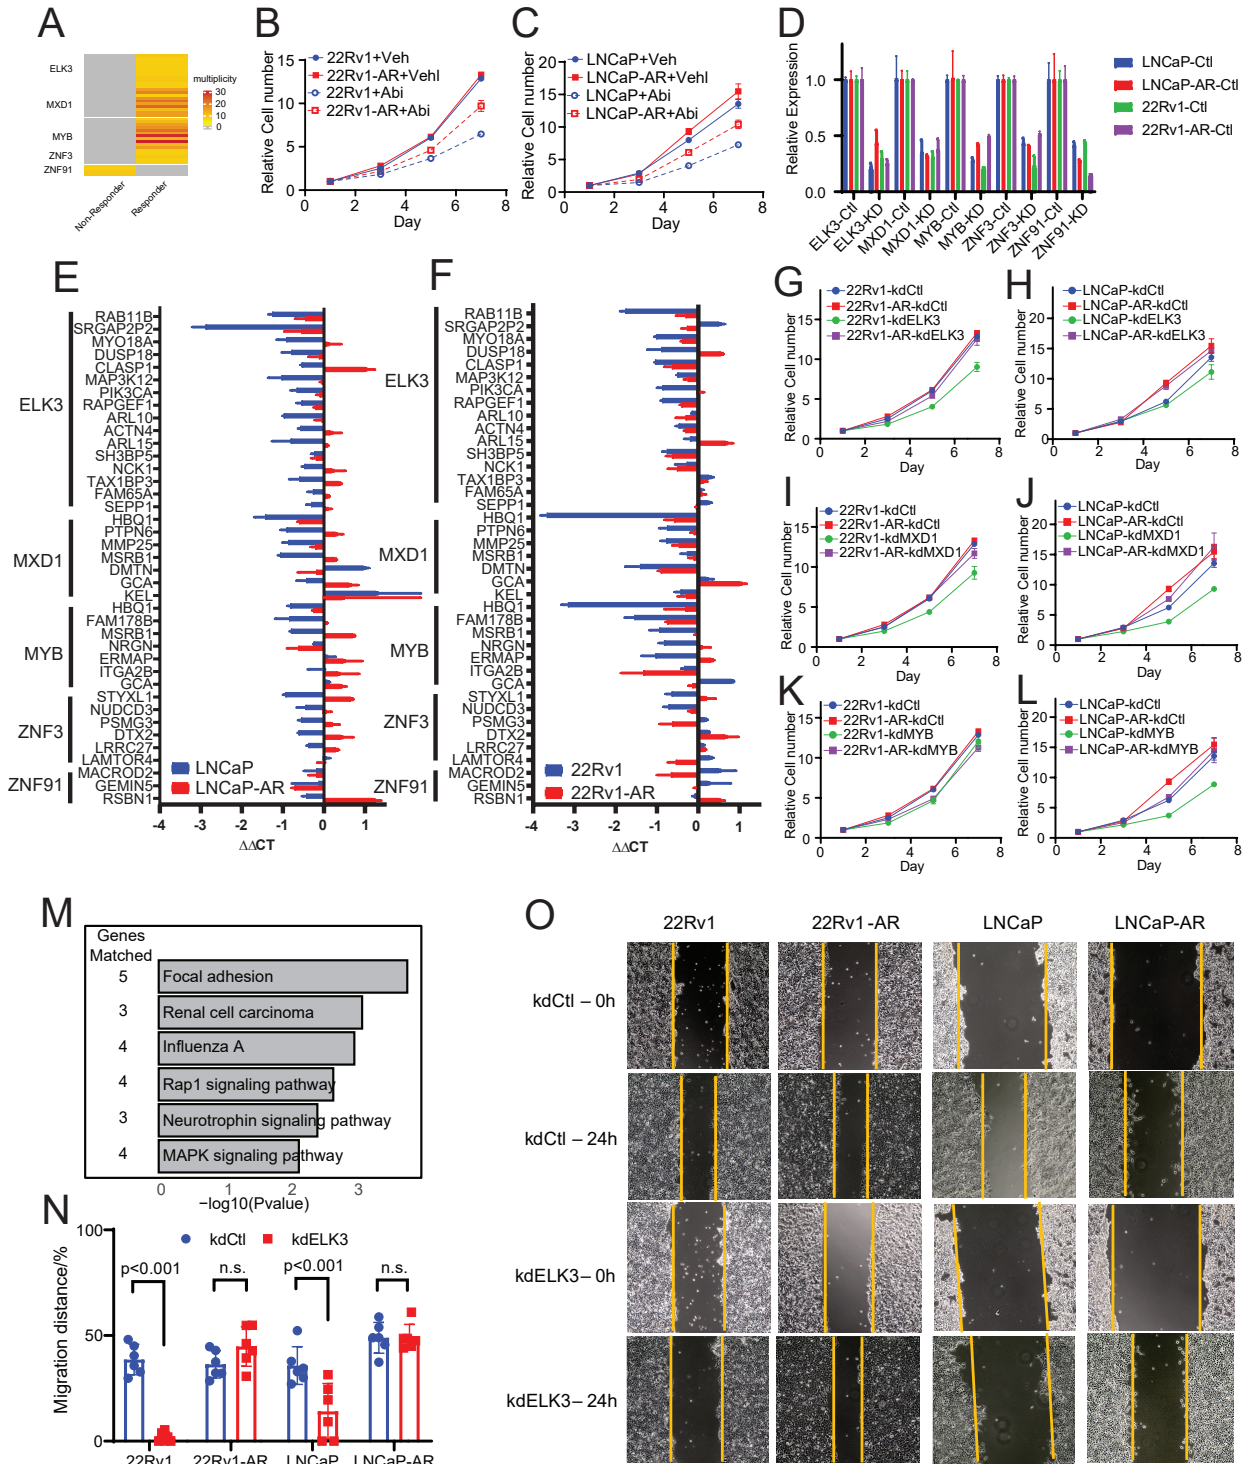 A
ELK3
MXD1
MYB
ZNF3
ZNF91
Non-Responder
Responder
multiplicity
30
20
10
0
B
22Rv1+Veh
22Rv1-AR+Vehl
22Rv1+Abi
22Rv1-AR+Abi
Relative Cell number
15
10
5
0
0 2 4 6 8
Day
C
LNCaP+Veh
LNCaP-AR+Vehl
LNCaP+Abi
LNCaP-AR+Abi
Relative Cell number
20
15
10
5
0
0 2 4 6 8
Day
D
Relative Expression
1.0
0.5
0.0
ELK3-Ctl
ELK3-KD
MXD1-Ctl
MXD1-KD
MYB-Ctl
MYB-KD
ZNF3-Ctl
ZNF3-KD
ZNF91-Ctl
ZNF91-KD
LNCaP-Ctl
LNCaP-AR-Ctl
22Rv1-Ctl
22Rv1-AR-Ctl
E
ELK3
MXD1
MYB
ZNF3
ZNF91
RAB11B
SRGAP2P2
MYO18A
DUSP18
CLASP1
MAP3K12
PIK3CA
RAPGEF1
ARL10
ACTN4
ARL15
SH3BP5
NCK1
TAX1BP3
FAM65A
SEPP1
HBQ1
PTPN6
MMP25
MSRB1
DMTN
GCA
KEL
HBQ1
FAM178B
MSRB1
NRGN
ERMAP
ITGA2B
GCA
STYXL1
NUDCD3
PSMG3
DTX2
LRRC27
LAMTOR4
MACROD2
GEMIN5
RSBN1
LNCaP
LNCaP-AR
-4 -3 -2 -1 0 1
ΔΔCT
F
ELK3
MXD1
MYB
ZNF3
ZNF91
RAB11B
SRGAP2P2
MYO18A
DUSP18
CLASP1
MAP3K12
PIK3CA
RAPGEF1
ARL10
ACTN4
ARL15
SH3BP5
NCK1
TAX1BP3
FAM65A
SEPP1
HBQ1
PTPN6
MMP25
MSRB1
DMTN
GCA
KEL
HBQ1
FAM178B
MSRB1
NRGN
ERMAP
ITGA2B
GCA
STYXL1
NUDCD3
PSMG3
DTX2
LRRC27
LAMTOR4
MACROD2
GEMIN5
RSBN1
22Rv1
22Rv1-AR
-4 -3 -2 -1 0 1
ΔΔCT
G
22Rv1-kdCtl
22Rv1-AR-kdCtl
22Rv1-kdELK3
22Rv1-AR-kdELK3
Relative Cell number
15
10
5
0
0 2 4 6 8
Day
H
LNCaP-kdCtl
LNCaP-AR-kdCtl
LNCaP-kdELK3
LNCaP-AR-kdELK3
Relative Cell number
20
15
10
5
0
0 2 4 6 8
Day
I
22Rv1-kdCtl
22Rv1-AR-kdCtl
22Rv1-kdMXD1
22Rv1-AR-kdMXD1
Relative Cell number
15
10
5
0
0 2 4 6 8
Day
J
LNCaP-kdCtl
LNCaP-AR-kdCtl
LNCaP-kdMXD1
LNCaP-AR-kdMXD1
Relative Cell number
20
15
10
5
0
0 2 4 6 8
Day
K
22Rv1-kdCtl
22Rv1-AR-kdCtl
22Rv1-kdMYB
22Rv1-AR-kdMYB
Relative Cell number
15
10
5
0
0 2 4 6 8
Day
L
LNCaP-kdCtl
LNCaP-AR-kdCtl
LNCaP-kdMYB
LNCaP-AR-kdMYB
Relative Cell number
20
15
10
5
0
0 2 4 6 8
Day
M
Genes
Matched
5 Focal adhesion
3 Renal cell carcinoma
4 Influenza A
4 Rap1 signaling pathway
3 Neurotrophin signaling pathway
4 MAPK signaling pathway
0 1 2 3
−log10(Pvalue)
N
Migration distance/%
100
50
0
kdCtl kdELK3
p<0.001
n.s.
p<0.001
n.s.
22Rv1 22Rv1-AR LNCaP LNCaP-AR
O
22Rv1 22Rv1-AR LNCaP LNCaP-AR
kdCtl – 0h
kdCtl – 24h
kdELK3 – 0h
kdELK3 – 24h